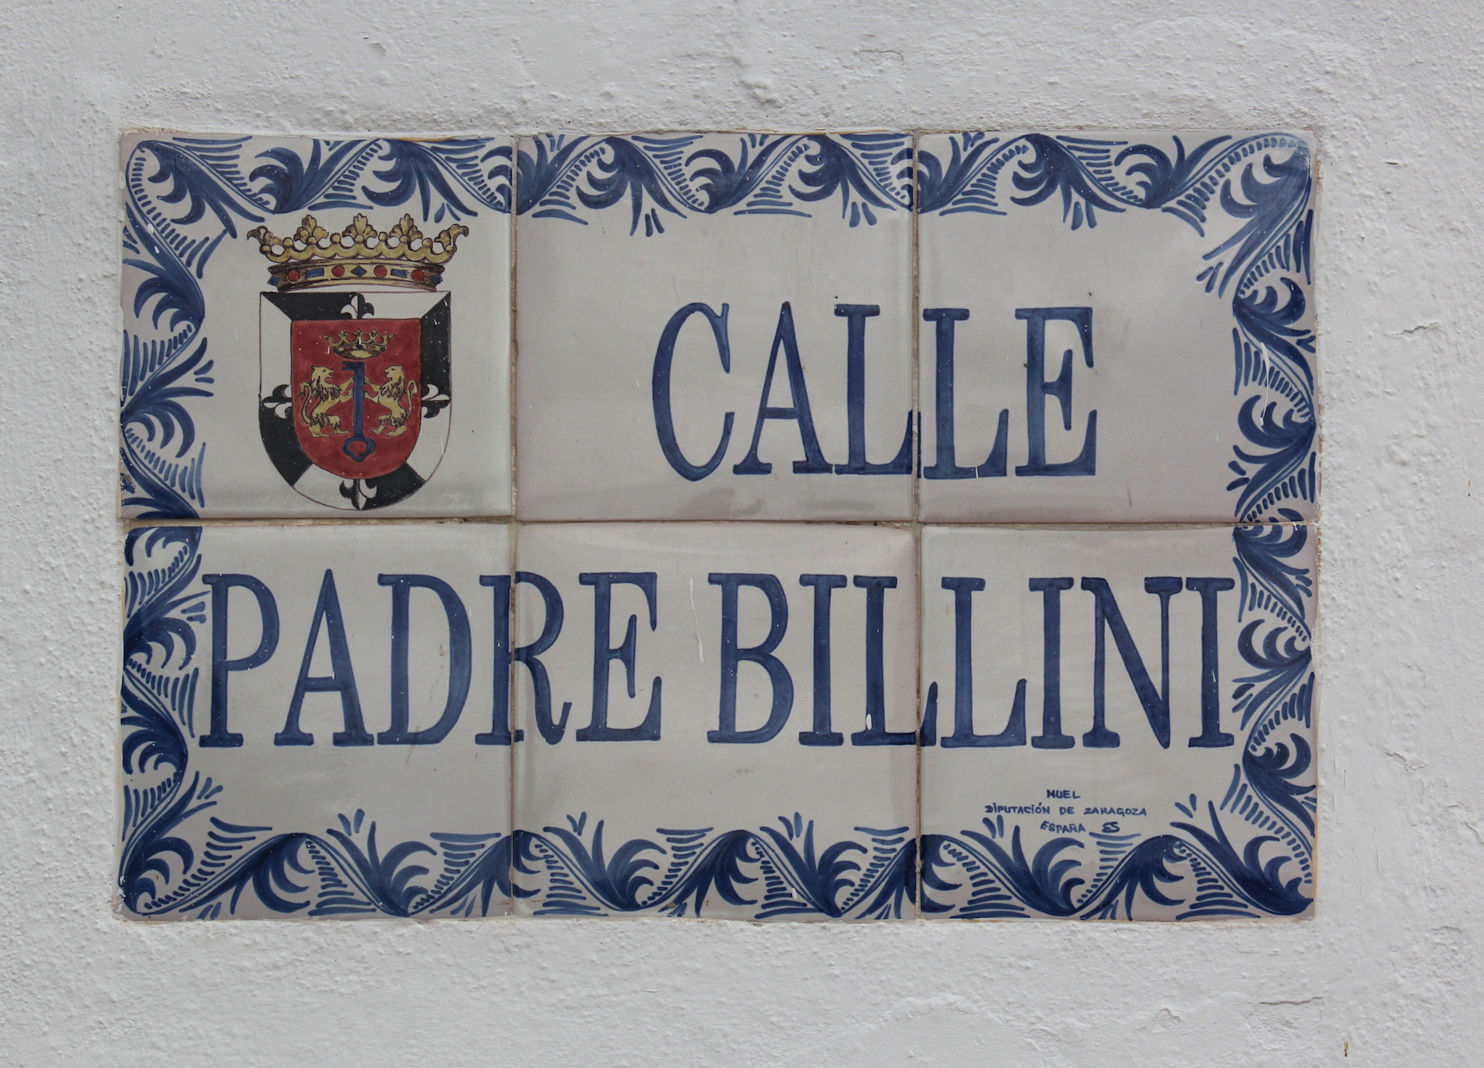 CALLE
PADRE BILLINI
MUEL
DIPUTACIÓN DE ZARAGOZA
ESPAÑA